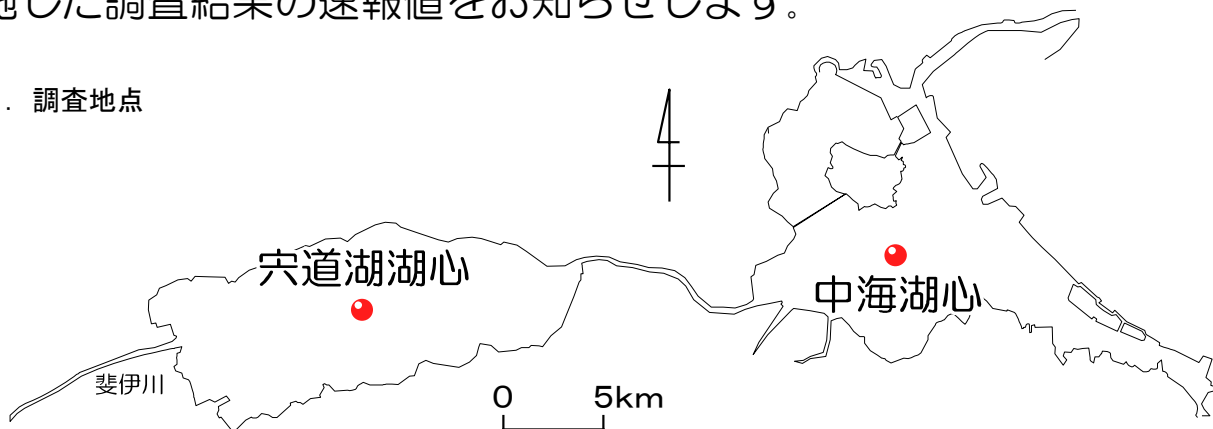 施した調査結果の速報値をお知らせします。
. 調査地点
宍道湖湖心
中海湖心
斐伊川
0 5km